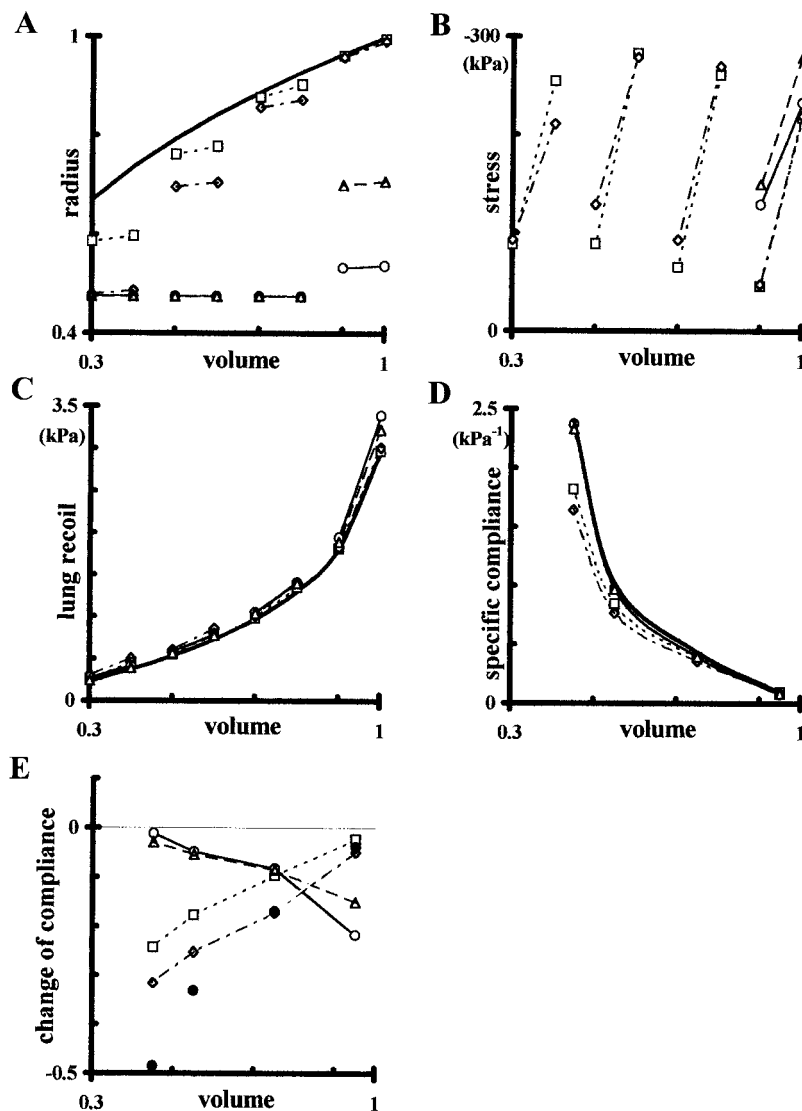 A
1
radius
0.4
0.3
volume
1
B
-300
(kPa)
stress
0
0.3
volume
1
C
3.5
(kPa)
lung recoil
0
0.3
volume
1
D
2.5
(kPa⁻¹)
specific compliance
0
0.3
volume
1
E
0
change of compliance
-0.5
0.3
volume
1